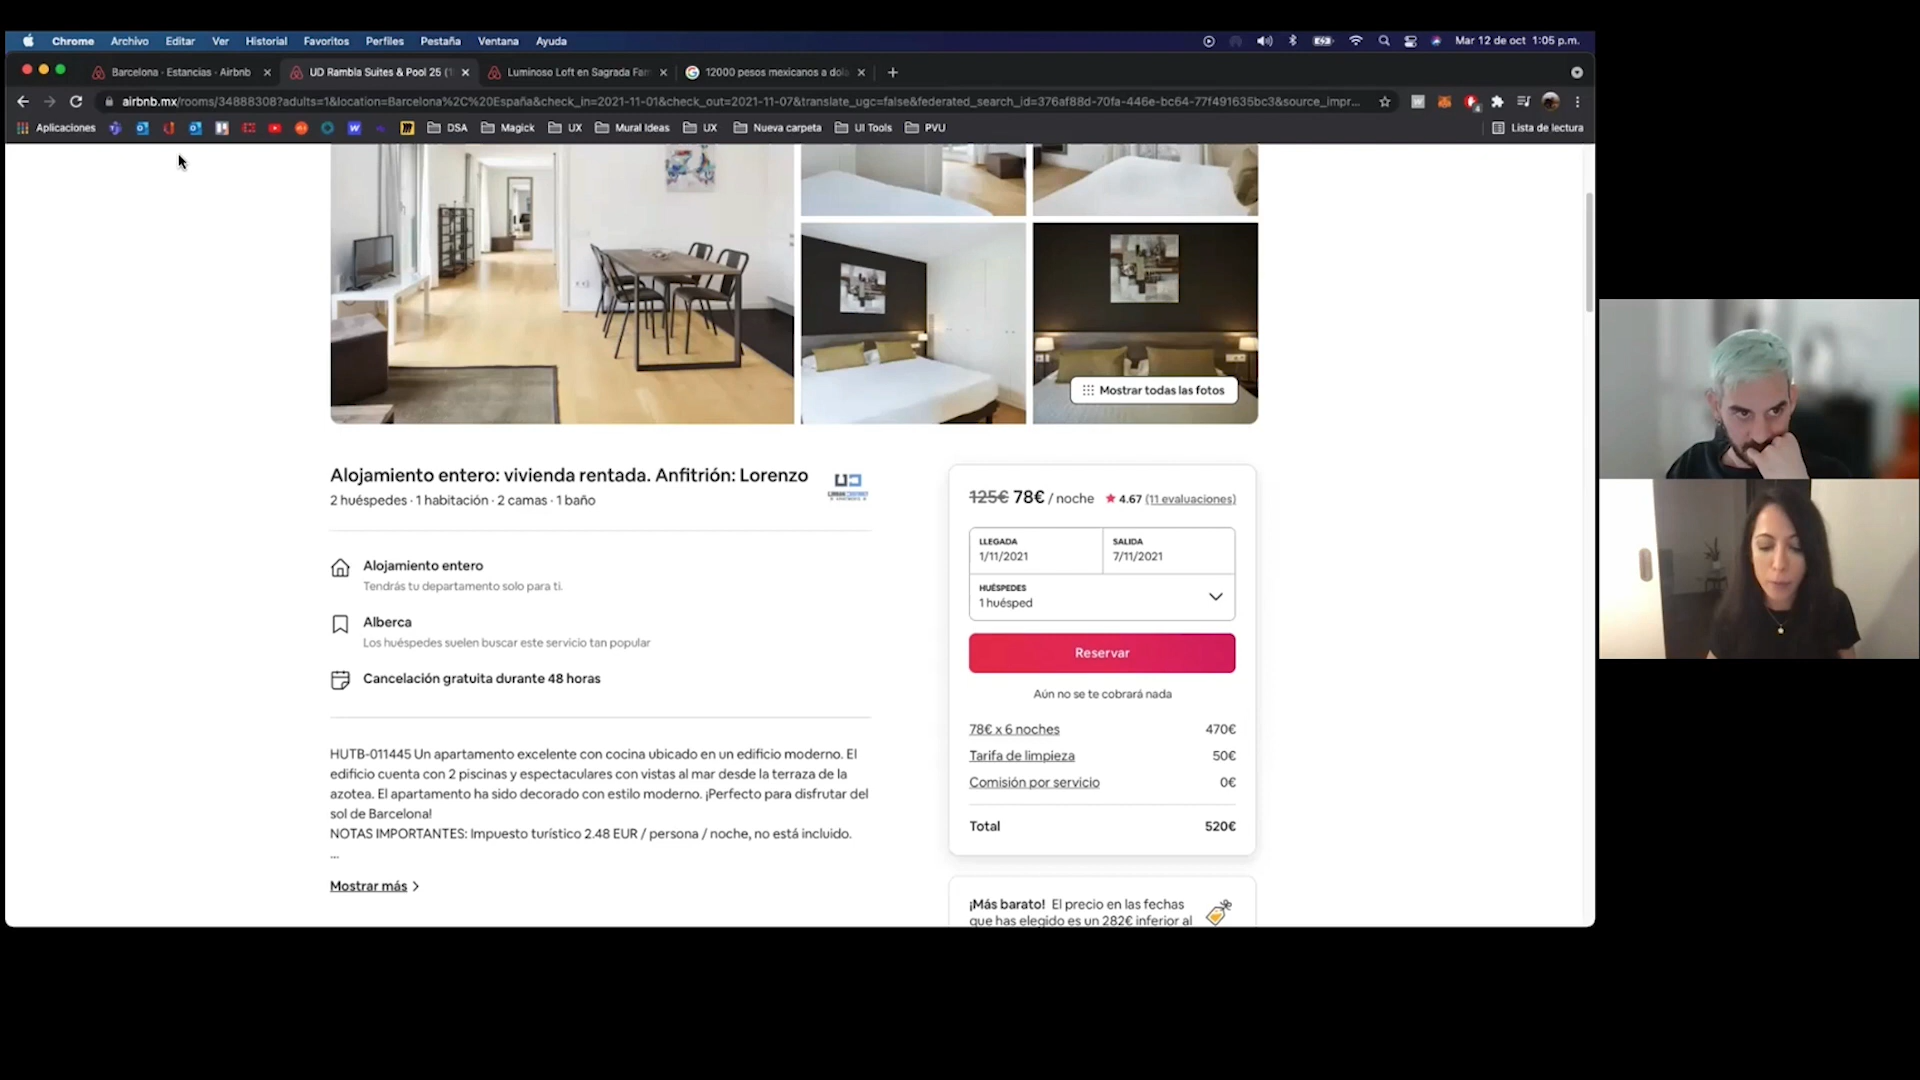 Chrome Archivo Editar Ver Historial Favoritos Perfiles Pestaña Ventana Ayuda Mar 12 de oct 1:05 p.m.
Barcelona · Estancias · Airbnb UD Rambla Suites & Pool 25 (1 Luminoso Loft en Sagrada Fam 12000 pesos mexicanos a dola
airbnb.mx/rooms/34888308?adults=1&location=Barcelona%2C%20España&check_in=2021-11-01&check_out=2021-11-07&translate_ugc=false&federated_search_id=376af88d-70fa-446e-bc64-77f491635bc3&source_impr...
Aplicaciones DSA Magick UX Mural Ideas UX Nueva carpeta UI Tools PVU Lista de lectura
Mostrar todas las fotos
Alojamiento entero: vivienda rentada. Anfitrión: Lorenzo
2 huéspedes · 1 habitación · 2 camas · 1 baño
Alojamiento entero
Tendrás tu departamento solo para ti.
Alberca
Los huéspedes suelen buscar este servicio tan popular
Cancelación gratuita durante 48 horas
HUTB-011445 Un apartamento excelente con cocina ubicado en un edificio moderno. El
edificio cuenta con 2 piscinas y espectaculares con vistas al mar desde la terraza de la
azotea. El apartamento ha sido decorado con estilo moderno. ¡Perfecto para disfrutar del
sol de Barcelona!
NOTAS IMPORTANTES: Impuesto turístico 2.48 EUR / persona / noche, no está incluido.
...
Mostrar más
125€ 78€ / noche 4.67 (11 evaluaciones)
LLEGADA
1/11/2021
SALIDA
7/11/2021
HUÉSPEDES
1 huésped
Reservar
Aún no se te cobrará nada
78€ x 6 noches 470€
Tarifa de limpieza 50€
Comisión por servicio 0€
Total 520€
¡Más barato! El precio en las fechas
que has elegido es un 282€ inferior al